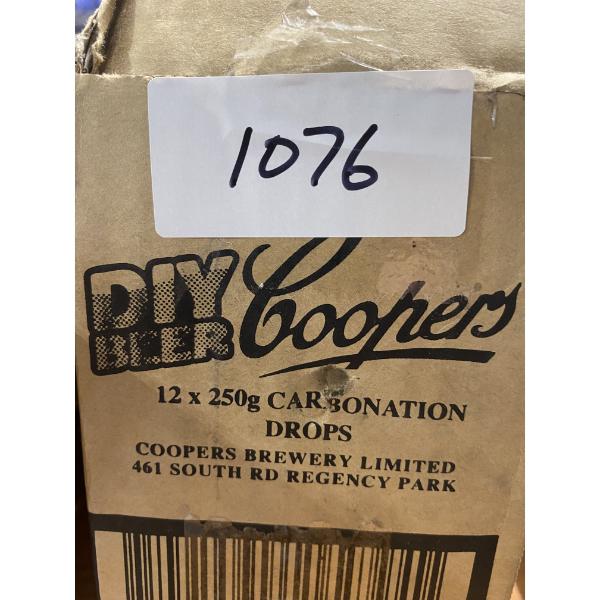 1076
DIY
BEER
Coopers
12 x 250g CARBONATION
DROPS
COOPERS BREWERY LIMITED
461 SOUTH RD REGENCY PARK